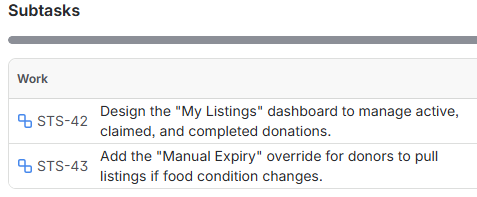 Subtasks
Work
STS-42 Design the "My Listings" dashboard to manage active,
claimed, and completed donations.
STS-43 Add the "Manual Expiry" override for donors to pull
listings if food condition changes.